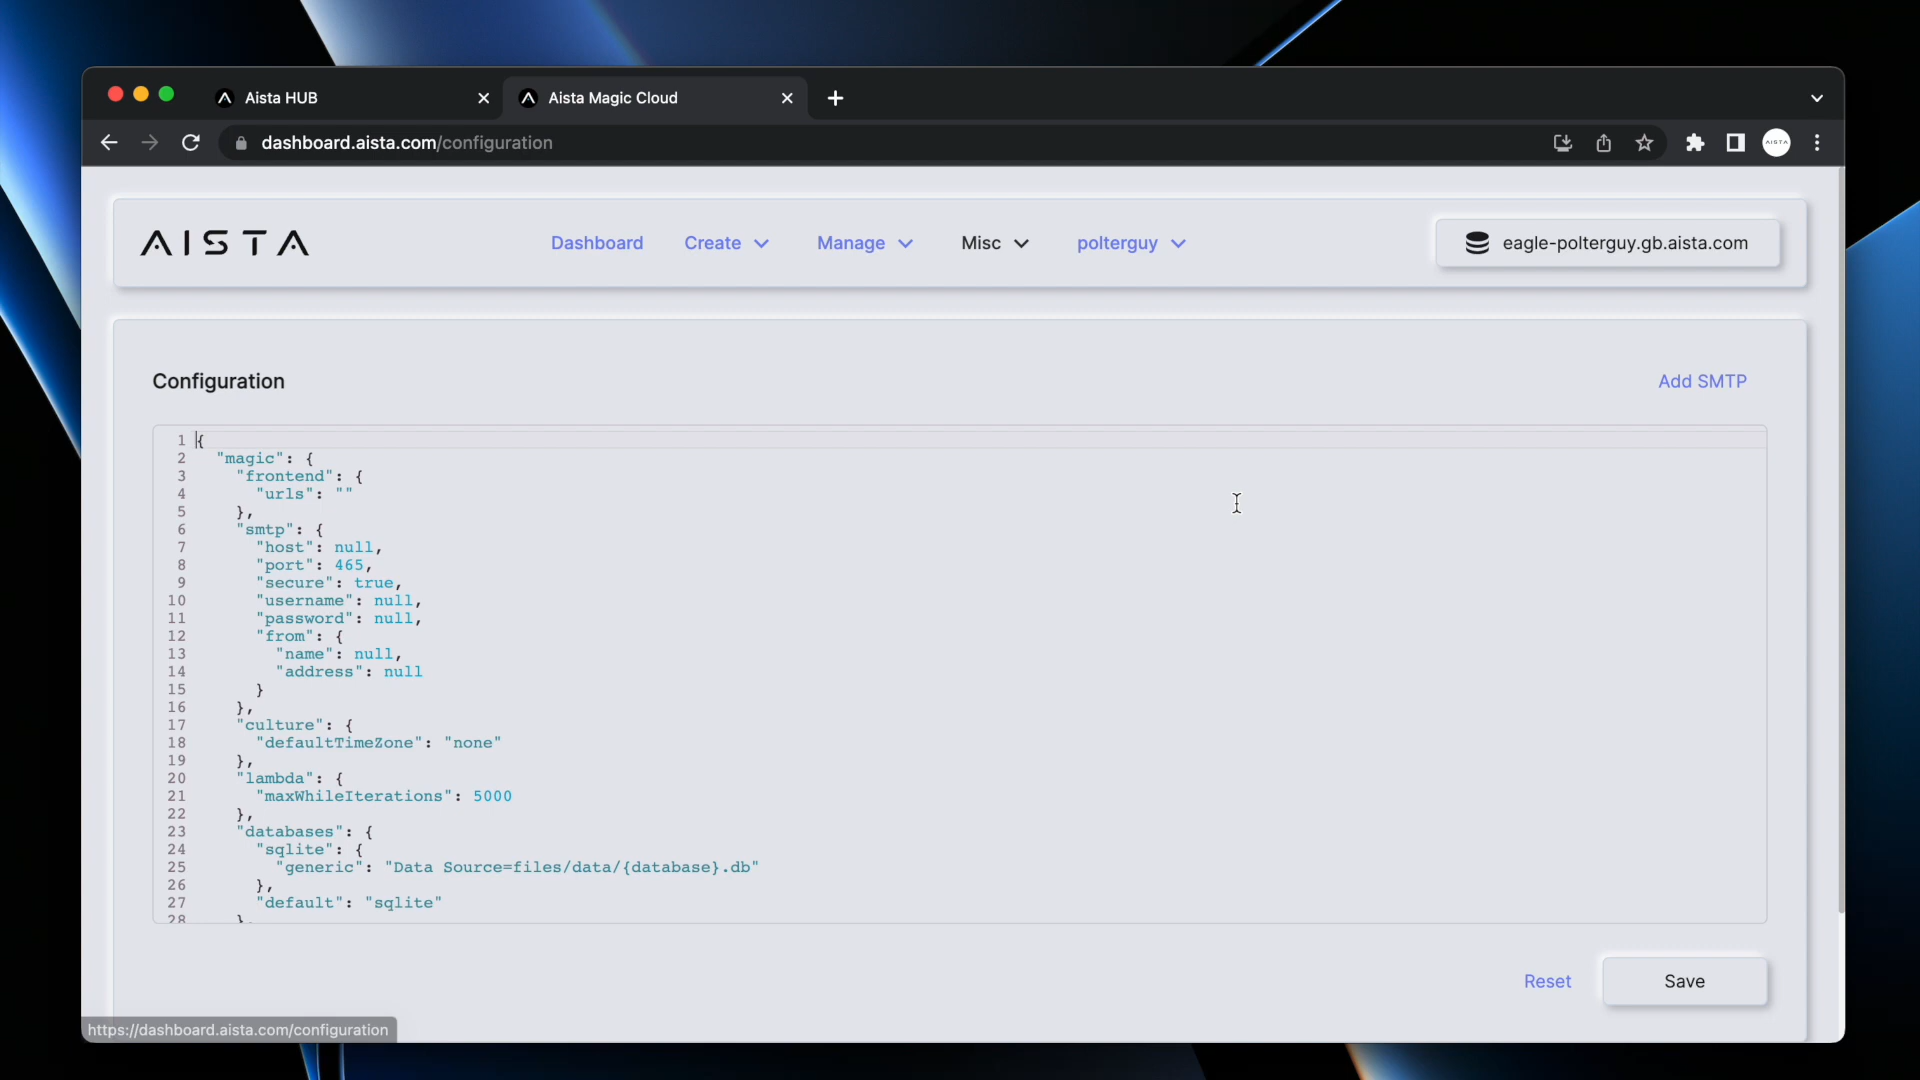 Aista HUB
Aista Magic Cloud
dashboard.aista.com/configuration
AISTA
AISTA
Dashboard
Create
Manage
Misc
polterguy
eagle-polterguy.gb.aista.com
Configuration
Add SMTP
1 {
2 "magic": {
3 "frontend": {
4 "urls": ""
5 },
6 "smtp": {
7 "host": null,
8 "port": 465,
9 "secure": true,
10 "username": null,
11 "password": null,
12 "from": {
13 "name": null,
14 "address": null
15 }
16 },
17 "culture": {
18 "defaultTimeZone": "none"
19 },
20 "lambda": {
21 "maxWhileIterations": 5000
22 },
23 "databases": {
24 "sqlite": {
25 "generic": "Data Source=files/data/{database}.db"
26 },
27 "default": "sqlite"
28 },
Reset
Save
https://dashboard.aista.com/configuration